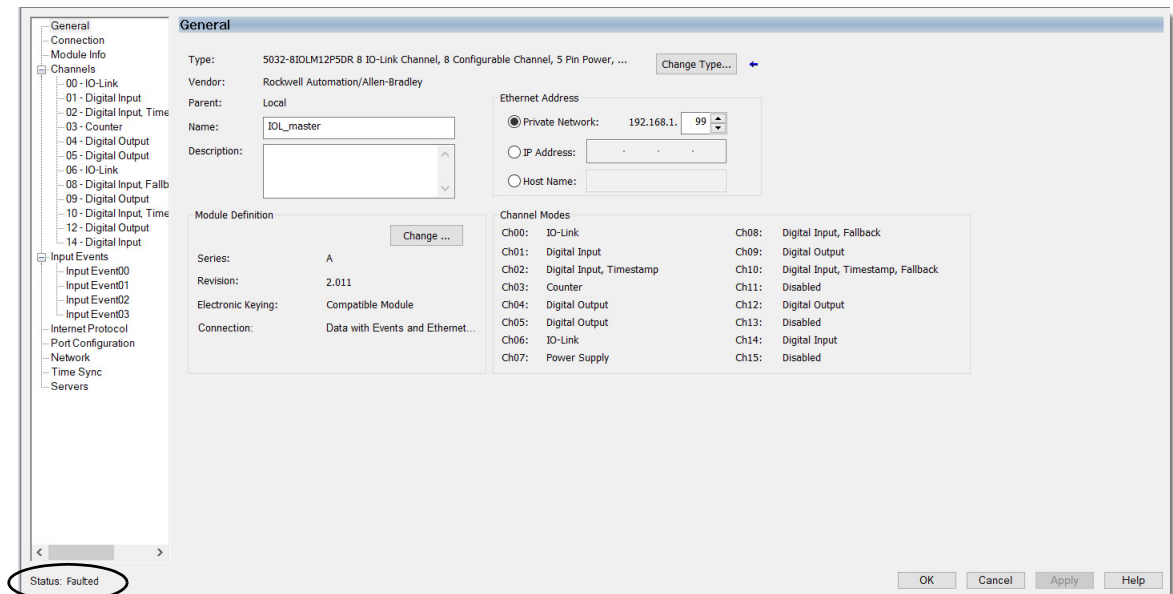 General
Connection
Module Info
Channels
00 - IO-Link
01 - Digital Input
02 - Digital Input, Time
03 - Counter
04 - Digital Output
05 - Digital Output
06 - IO-Link
08 - Digital Input, Fallb
09 - Digital Output
10 - Digital Input, Time
12 - Digital Output
14 - Digital Input
Input Events
Input Event00
Input Event01
Input Event02
Input Event03
Internet Protocol
Port Configuration
Network
Time Sync
Servers
General
Type: 5032-8IOLM12P5DR 8 IO-Link Channel, 8 Configurable Channel, 5 Pin Power, ... Change Type...
Vendor: Rockwell Automation/Allen-Bradley
Parent: Local
Name: IOL_master
Description:
Ethernet Address
Private Network: 192.168.1. 99
IP Address: . . .
Host Name:
Module Definition
Change ...
Series: A
Revision: 2.011
Electronic Keying: Compatible Module
Connection: Data with Events and Ethernet...
Channel Modes
Ch00: IO-Link
Ch01: Digital Input
Ch02: Digital Input, Timestamp
Ch03: Counter
Ch04: Digital Output
Ch05: Digital Output
Ch06: IO-Link
Ch07: Power Supply
Ch08: Digital Input, Fallback
Ch09: Digital Output
Ch10: Digital Input, Timestamp, Fallback
Ch11: Disabled
Ch12: Digital Output
Ch13: Disabled
Ch14: Digital Input
Ch15: Disabled
Status: Faulted
OK Cancel Apply Help